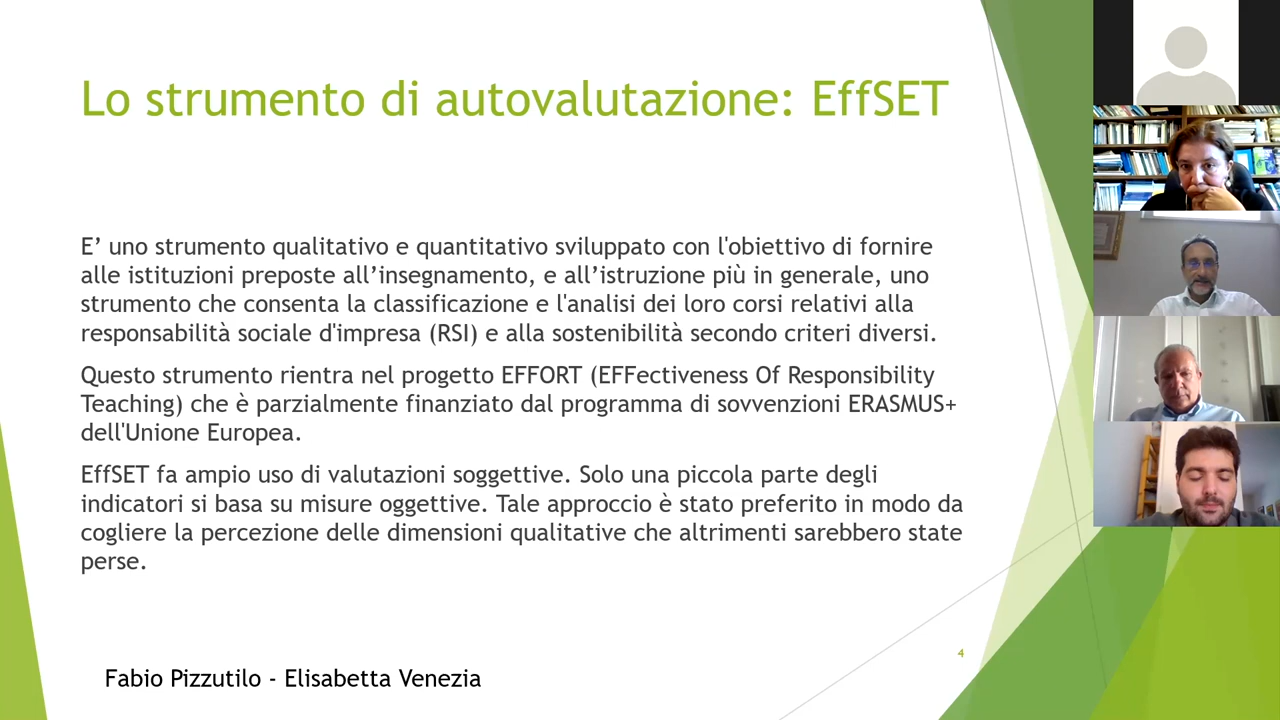 Lo strumento di autovalutazione: EffSET
E’ uno strumento qualitativo e quantitativo sviluppato con l'obiettivo di fornire
alle istituzioni preposte all’insegnamento, e all’istruzione più in generale, uno
strumento che consenta la classificazione e l'analisi dei loro corsi relativi alla
responsabilità sociale d'impresa (RSI) e alla sostenibilità secondo criteri diversi.
Questo strumento rientra nel progetto EFFORT (EFFectiveness Of Responsibility
Teaching) che è parzialmente finanziato dal programma di sovvenzioni ERASMUS+
dell'Unione Europea.
EffSET fa ampio uso di valutazioni soggettive. Solo una piccola parte degli
indicatori si basa su misure oggettive. Tale approccio è stato preferito in modo da
cogliere la percezione delle dimensioni qualitative che altrimenti sarebbero state
perse.
4
Fabio Pizzutilo - Elisabetta Venezia